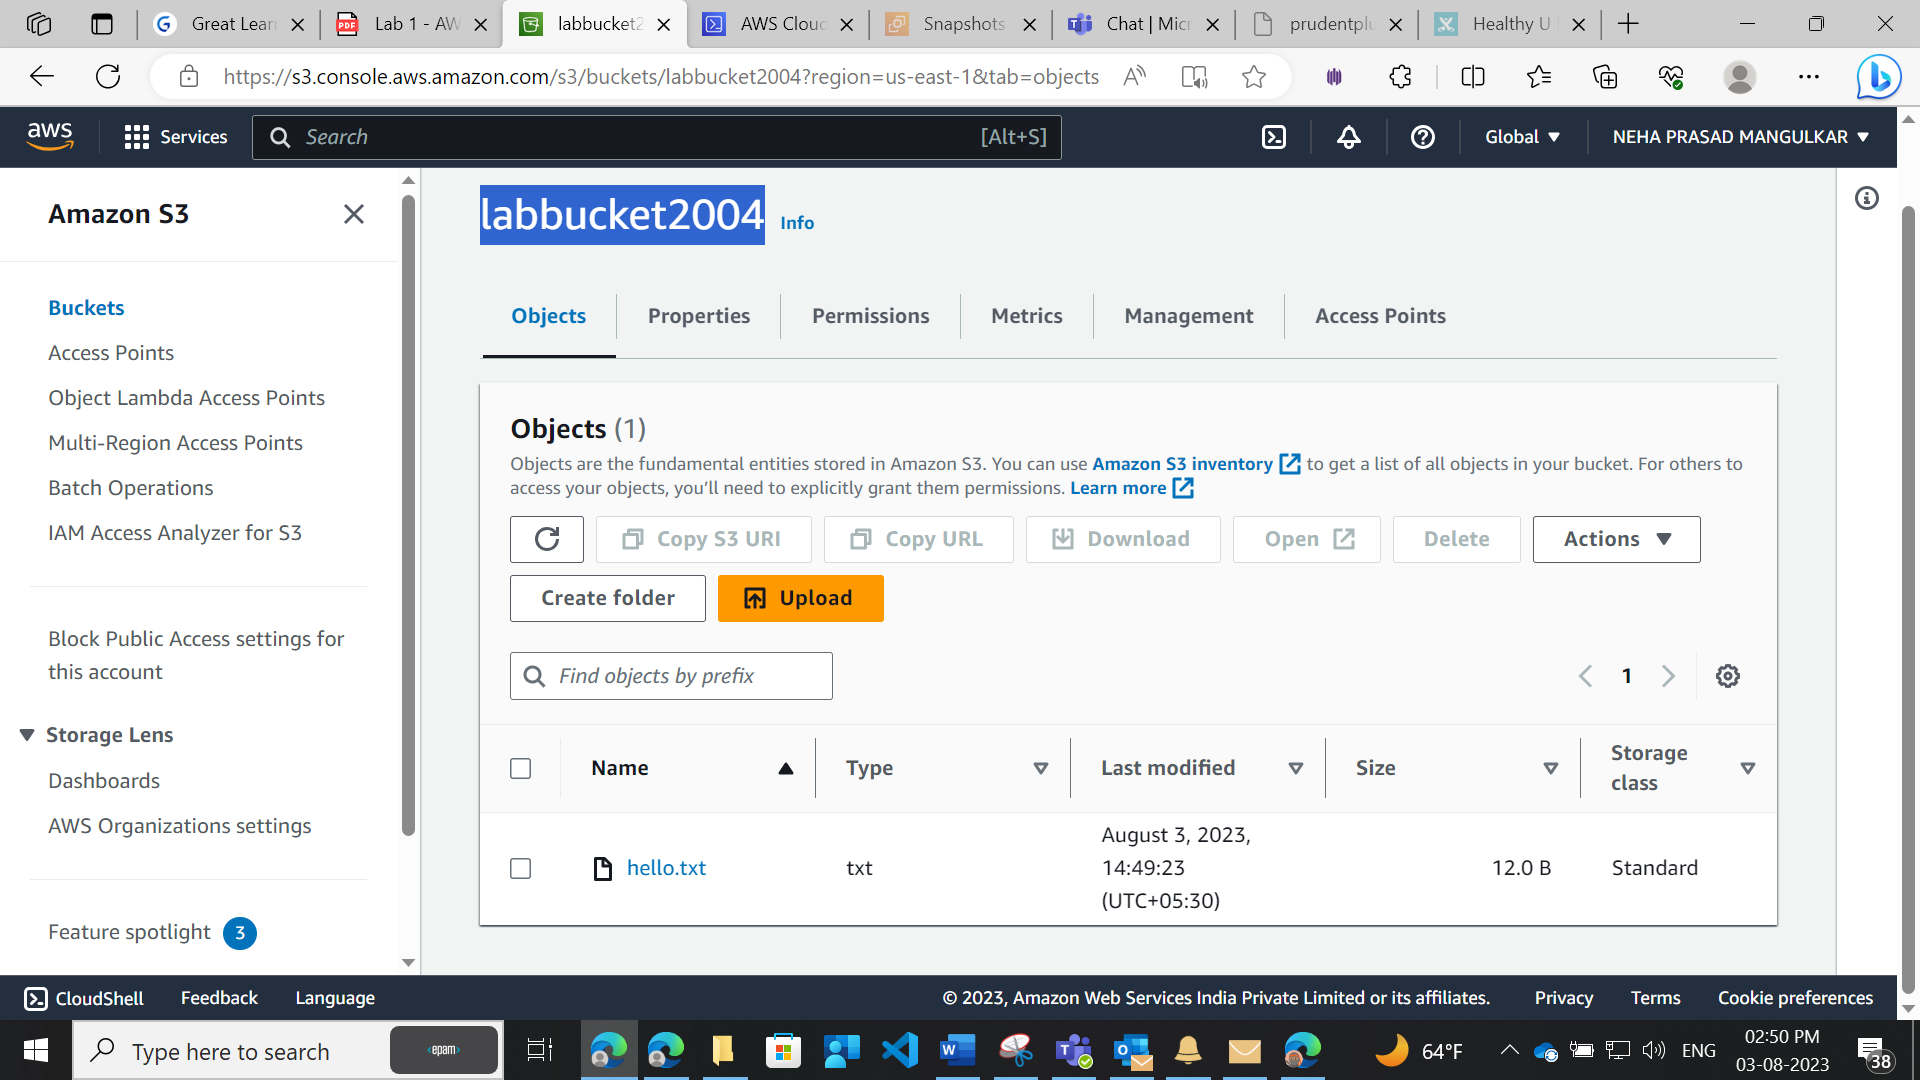 Great Lear
Lab 1 - AW
labbucket2
AWS Cloud
Snapshots
Chat | Micr
prudentplu
Healthy U
https://s3.console.aws.amazon.com/s3/buckets/labbucket2004?region=us-east-1&tab=objects
aws
Services
Search
[Alt+S]
Global
NEHA PRASAD MANGULKAR
Amazon S3
Buckets
Access Points
Object Lambda Access Points
Multi-Region Access Points
Batch Operations
IAM Access Analyzer for S3
Block Public Access settings for
this account
Storage Lens
Dashboards
AWS Organizations settings
Feature spotlight 3
labbucket2004 Info
Objects
Properties
Permissions
Metrics
Management
Access Points
Objects (1)
Objects are the fundamental entities stored in Amazon S3. You can use Amazon S3 inventory to get a list of all objects in your bucket. For others to
access your objects, you’ll need to explicitly grant them permissions. Learn more
Copy S3 URI
Copy URL
Download
Open
Delete
Actions
Create folder
Upload
Find objects by prefix
1
Name
Type
Last modified
Size
Storage
class
hello.txt
txt
August 3, 2023,
14:49:23
(UTC+05:30)
12.0 B
Standard
CloudShell
Feedback
Language
© 2023, Amazon Web Services India Private Limited or its affiliates.
Privacy
Terms
Cookie preferences
Type here to search
<epam>
64°F
ENG
02:50 PM
03-08-2023
38